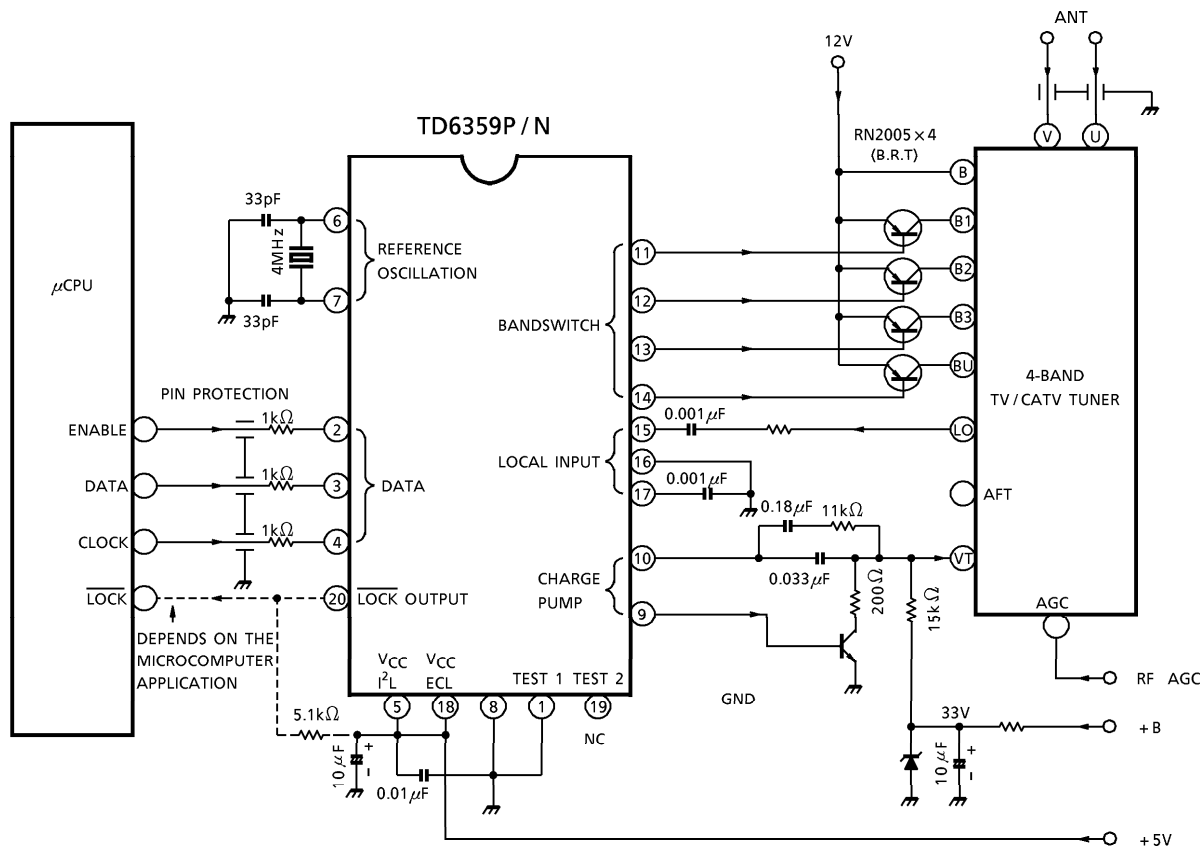 ANT
12V
TD6359P / N
RN2005 × 4
(B.R.T)
V
U
B
33pF
6
B1
4MHz
REFERENCE
OSCILLATION
11
μCPU
B2
33pF
7
12
BANDSWITCH
B3
13
BU
4-BAND
TV / CATV TUNER
PIN PROTECTION
14
ENABLE
1kΩ
2
15
0.001μF
LO
DATA
1kΩ
3
DATA
LOCAL INPUT
16
17
0.001μF
AFT
0.18μF
11kΩ
CLOCK
1kΩ
4
10
0.033μF
VT
CHARGE
PUMP
200Ω
15kΩ
LOCK
20
LOCK OUTPUT
9
AGC
DEPENDS ON THE
MICROCOMPUTER
APPLICATION
VCC
I2L
VCC
ECL
TEST 1
TEST 2
GND
RF AGC
5
18
8
1
19
NC
5.1kΩ
10μF
+
-
0.01μF
33V
+B
10μF
+
-
+5V